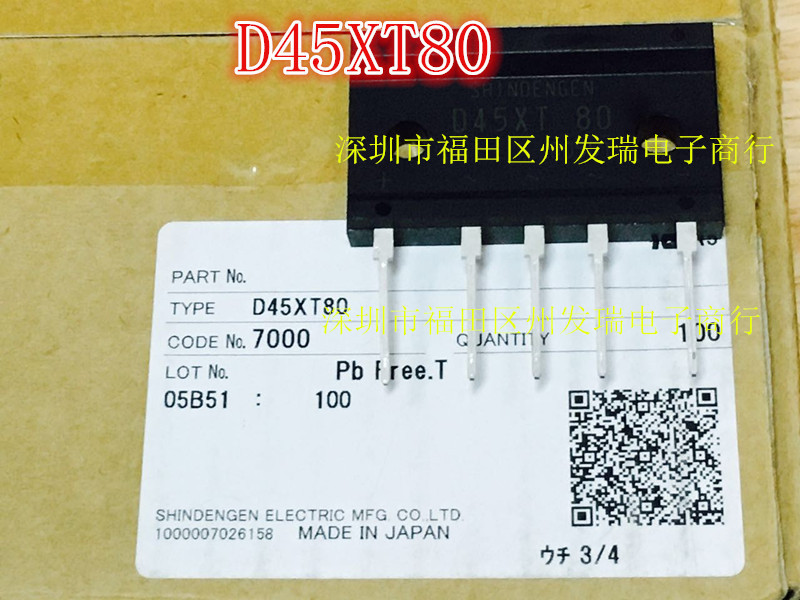 D45XT80
SHINDENGEN
D45XT 80
深圳市福田区州发瑞电子商行
+
PART No.
TYPE D45XT80
深圳市福田区州发瑞电子商行
CODE No. 7000 QUANTITY 100
LOT No. Pb Free.T
05B51 : 100
SHINDENGEN ELECTRIC MFG. CO.,LTD.
1000007026158 MADE IN JAPAN
ウチ 3/4